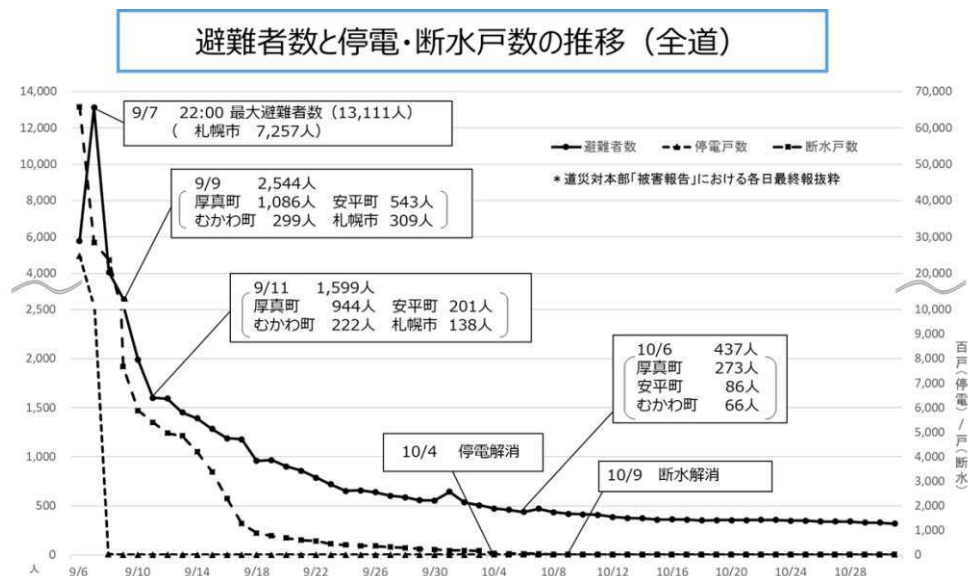 避難者数と停電・断水戸数の推移（全道）
14,000
12,000
10,000
8,000
6,000
4,000
2,500
2,000
1,500
1,000
500
0
人
70,000
60,000
50,000
40,000
30,000
20,000
10,000
9,000
8,000
7,000
6,000
5,000
4,000
3,000
2,000
1,000
0
百戸(停電)/戸(断水)
9/7 22:00 最大避難者数（13,111人）
（ 札幌市 7,257人）
避難者数 停電戸数 断水戸数
＊道災対本部「被害報告」における各日最終報抜粋
9/9 2,544人
厚真町 1,086人 安平町 543人
むかわ町 299人 札幌市 309人
9/11 1,599人
厚真町 944人 安平町 201人
むかわ町 222人 札幌市 138人
10/6 437人
厚真町 273人
安平町 86人
むかわ町 66人
10/4 停電解消
10/9 断水解消
9/6 9/10 9/14 9/18 9/22 9/26 9/30 10/4 10/8 10/12 10/16 10/20 10/24 10/28